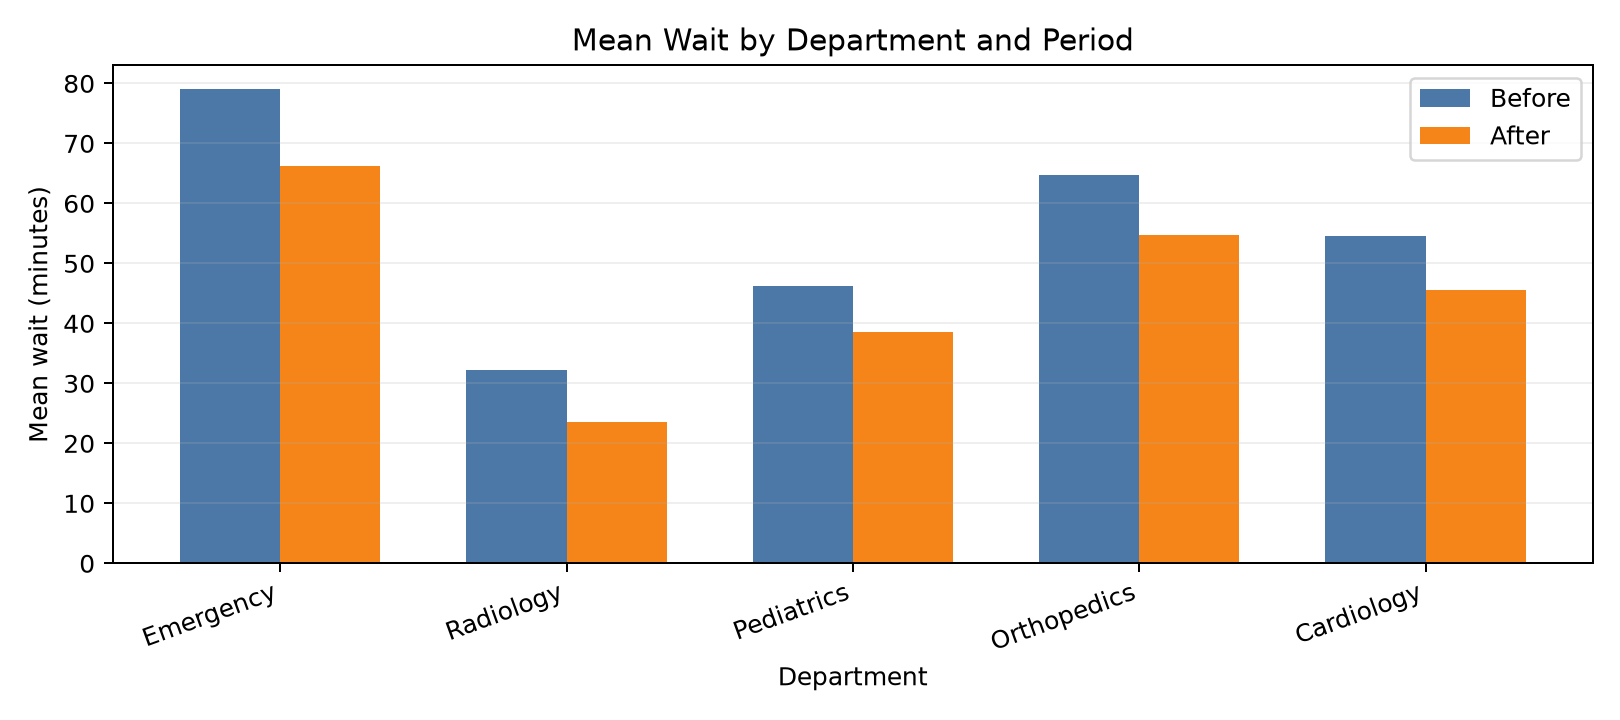 Mean Wait by Department and Period
Before
After
Mean wait (minutes)
80
70
60
50
40
30
20
10
0
Emergency
Radiology
Pediatrics
Orthopedics
Cardiology
Department